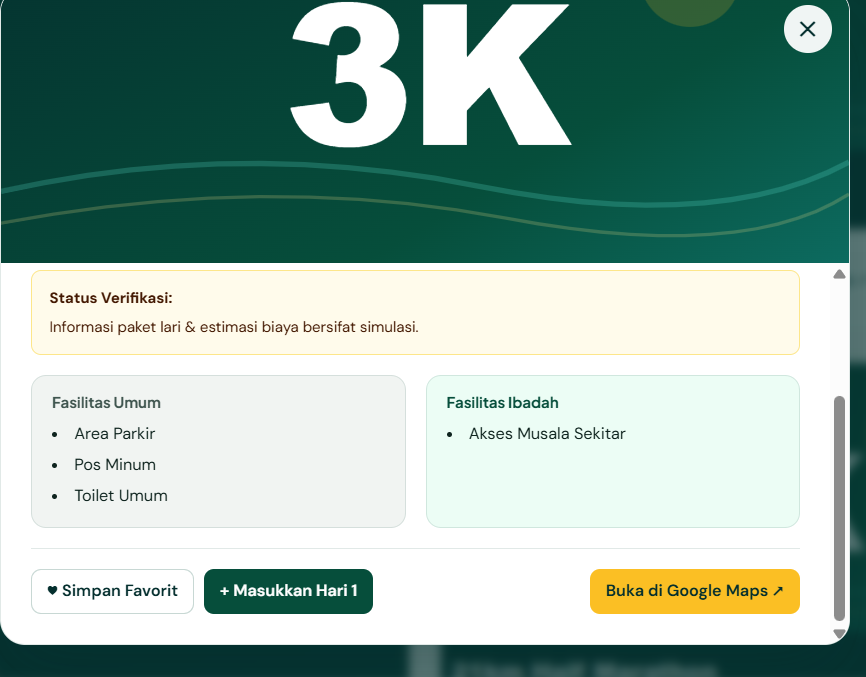 3K
Status Verifikasi:
Informasi paket lari & estimasi biaya bersifat simulasi.
Fasilitas Umum
• Area Parkir
• Pos Minum
• Toilet Umum
Fasilitas Ibadah
• Akses Musala Sekitar
♥ Simpan Favorit
+ Masukkan Hari 1
Buka di Google Maps ↗